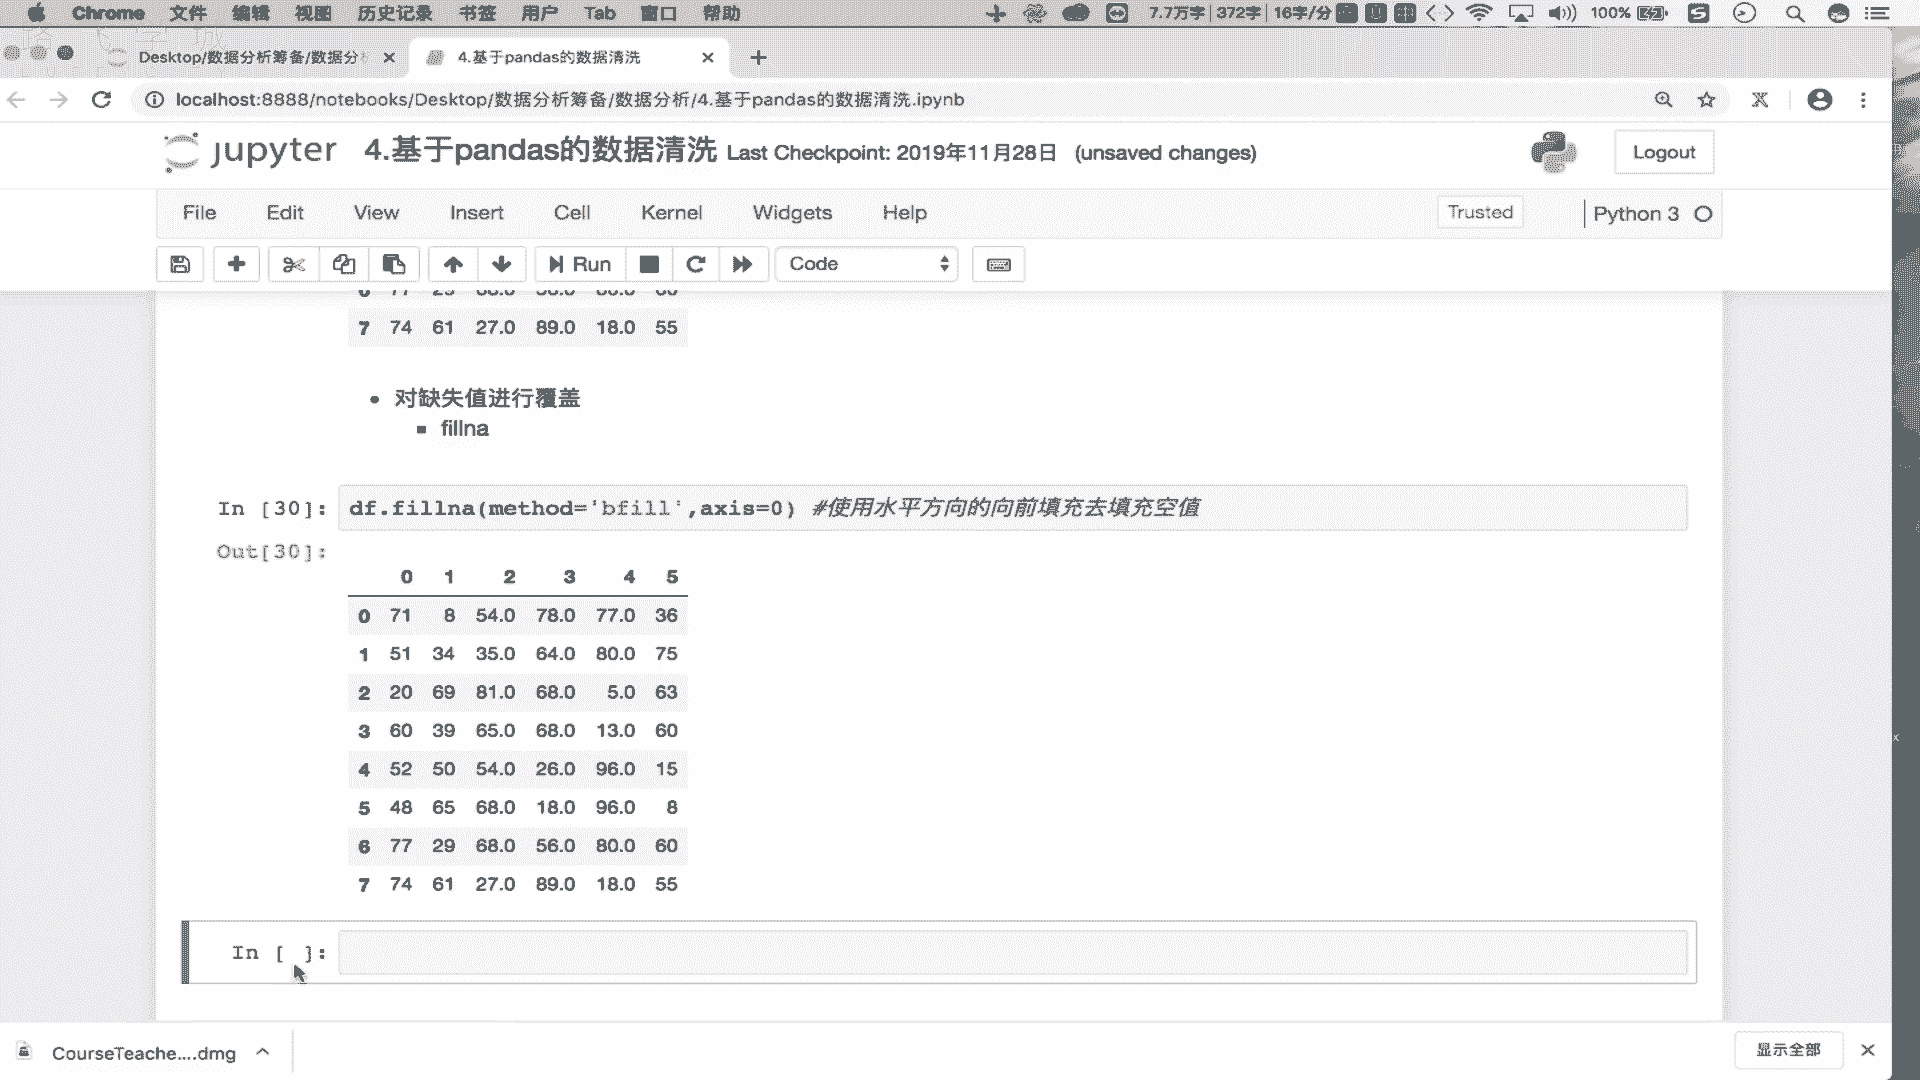 Chrome 文件 编辑 视图 历史记录 书签 用户 Tab 窗口 帮助 7.7万字 372字 16字/分 100%
Desktop/数据分析筹备/数据分 4.基于pandas的数据清洗
localhost:8888/notebooks/Desktop/数据分析筹备/数据分析/4.基于pandas的数据清洗.ipynb
jupyter 4.基于pandas的数据清洗 Last Checkpoint: 2019年11月28日 (unsaved changes) Logout
File Edit View Insert Cell Kernel Widgets Help Trusted Python 3
Run Code
7 74 61 27.0 89.0 18.0 55
对缺失值进行覆盖
fillna
In [30]: df.fillna(method='bfill',axis=0) #使用水平方向的向前填充去填充空值
Out[30]:
0 1 2 3 4 5
0 71 8 54.0 78.0 77.0 36
1 51 34 35.0 64.0 80.0 75
2 20 69 81.0 68.0 5.0 63
3 60 39 65.0 68.0 13.0 60
4 52 50 54.0 26.0 96.0 15
5 48 65 68.0 18.0 96.0 8
6 77 29 68.0 56.0 80.0 60
7 74 61 27.0 89.0 18.0 55
In [ ]:
CourseTeache....dmg 显示全部